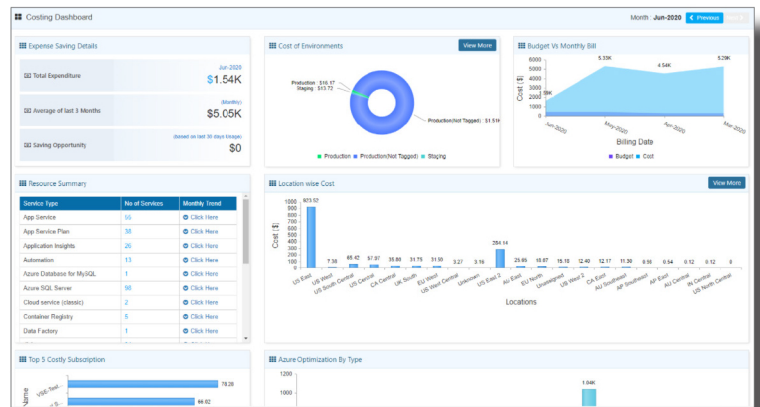 Costing Dashboard
Month : Jun-2020
Previous
Expense Saving Details
Jun-2020
Total Expenditure
$1.54K
(Monthly)
Average of last 3 Months
$5.05K
(based on last 30 days Usage)
Saving Opportunity
$0
Cost of Environments
View More
Production : $16.17
Staging : $13.72
Production(Not Tagged) : $1.51K
Production Production(Not Tagged) Staging
Budget Vs Monthly Bill
Cost ($)
6000
5000
4000
3000
2000
1000
0
5.33K
4.54K
5.29K
Jun-2020
May-2020
Apr-2020
Mar-2020
Billing Date
Budget Cost
Resource Summary
Service Type No of Services Monthly Trend
App Service 55 Click Here
App Service Plan 38 Click Here
Application Insights 26 Click Here
Automation 13 Click Here
Azure Database for MySQL 1 Click Here
Azure SQL Server 98 Click Here
Cloud service (classic) 2 Click Here
Container Registry 5 Click Here
Data Factory 1 Click Here
Location wise Cost
View More
Cost ($)
1000
900
800
700
600
500
400
300
200
100
0
923.52
7.38
65.42
57.97
35.80
31.75
31.93
3.27
3.16
284.14
25.95
18.87
15.18
12.40
12.17
11.39
0.54
0.12
0.12
0
US East
US West
US South Central
US Central
CA Central
UK South
EU West
US West Central
Unknown
US East 2
AU East
EU North
Unassigned
US West 2
CA East
AU Southeast
AP Southeast
AP East
AU Central
IN Central
US North Central
Locations
Top 5 Costly Subscription
Name
VSE-Test...
78.28
66.92
Azure Optimization By Type
1200
1000
1.04K